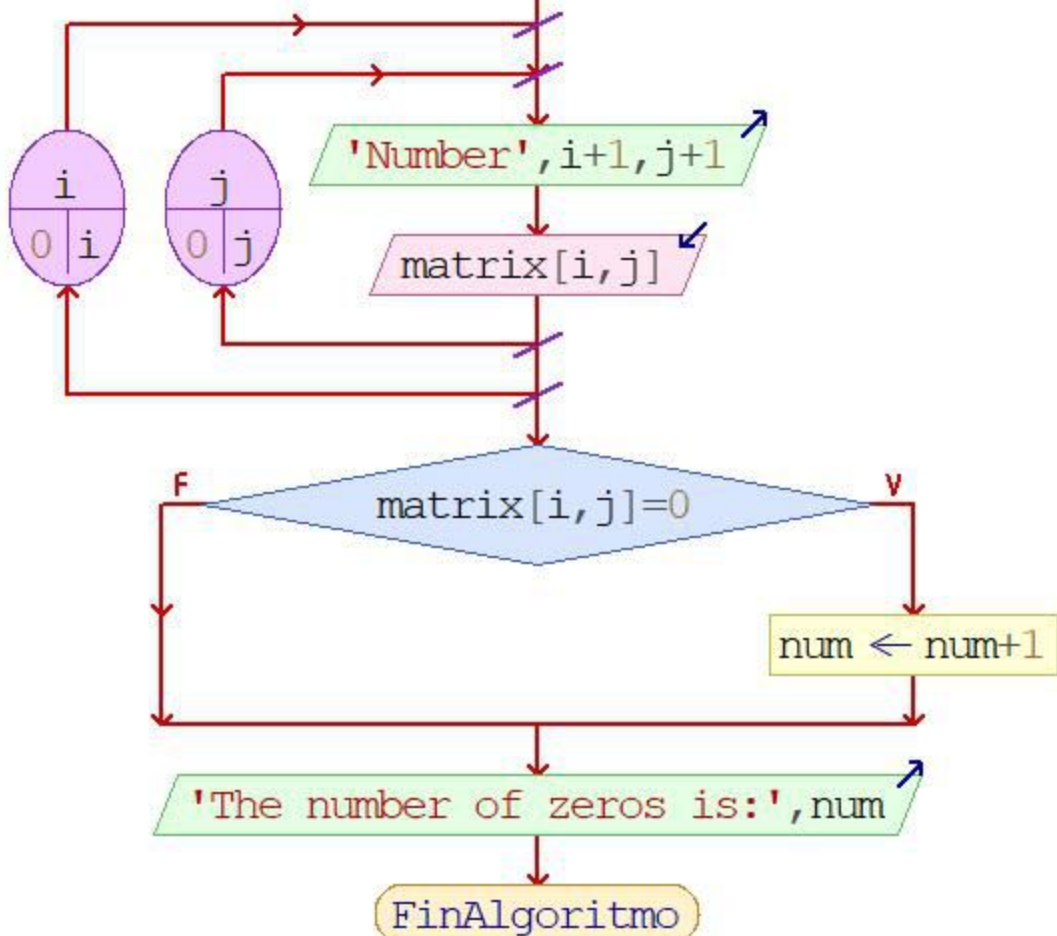 'Number',i+1,j+1
i
0 i
j
0 j
matrix[i,j]
F
matrix[i,j]=0
V
num ← num+1
'The number of zeros is:',num
FinAlgoritmo